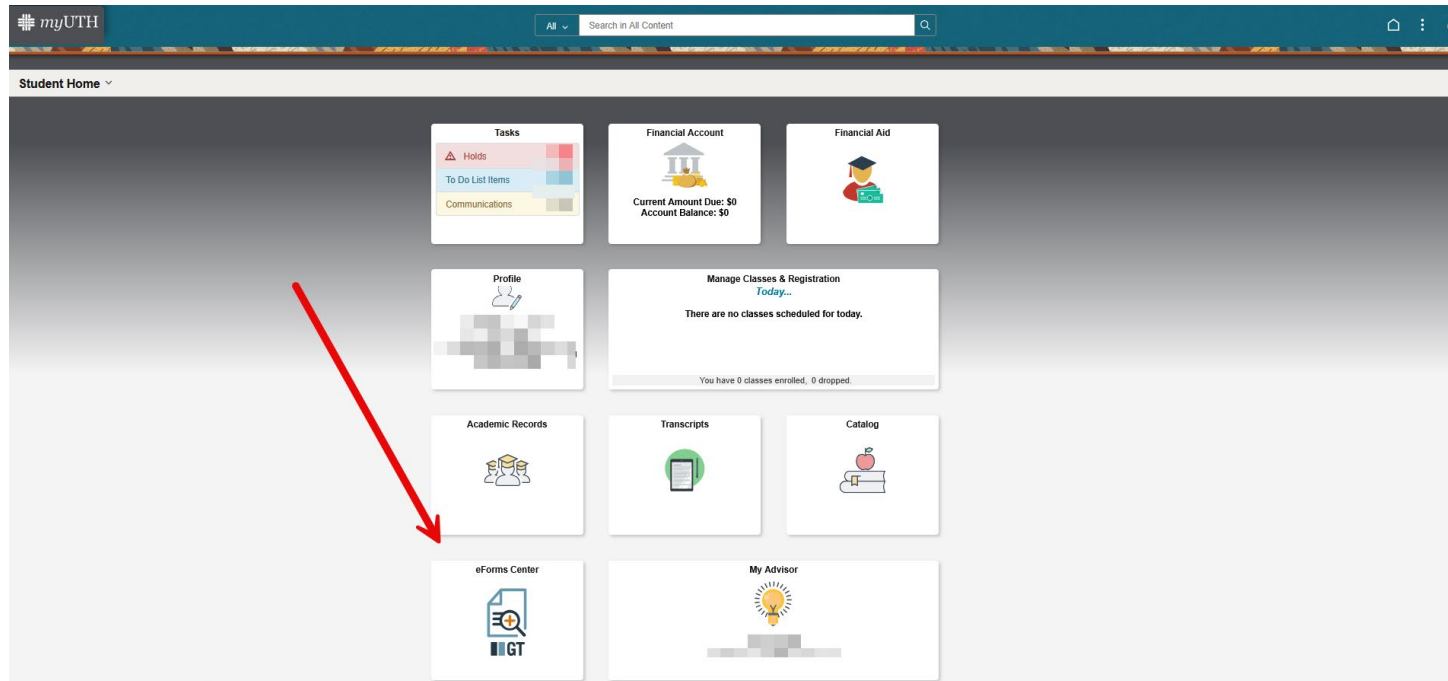 myUTH
All
Search in All Content
Student Home
Tasks
Holds
To Do List Items
Communications
Financial Account
Current Amount Due: $0
Account Balance: $0
Financial Aid
Profile
Manage Classes & Registration
Today...
There are no classes scheduled for today.
You have 0 classes enrolled, 0 dropped.
Academic Records
Transcripts
Catalog
eForms Center
GT
My Advisor